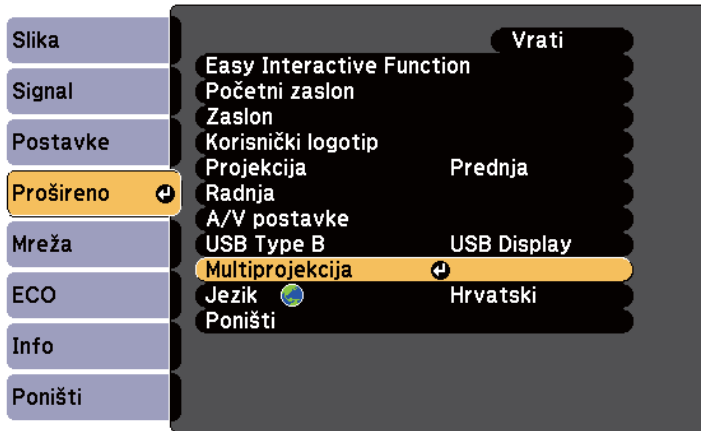 Slika
Signal
Postavke
Prošireno
Mreža
ECO
Info
Poništi
Vrati
Easy Interactive Function
Početni zaslon
Zaslon
Korisnički logotip
Projekcija Prednja
Radnja
A/V postavke
USB Type B USB Display
Multiprojekcija
Jezik Hrvatski
Poništi